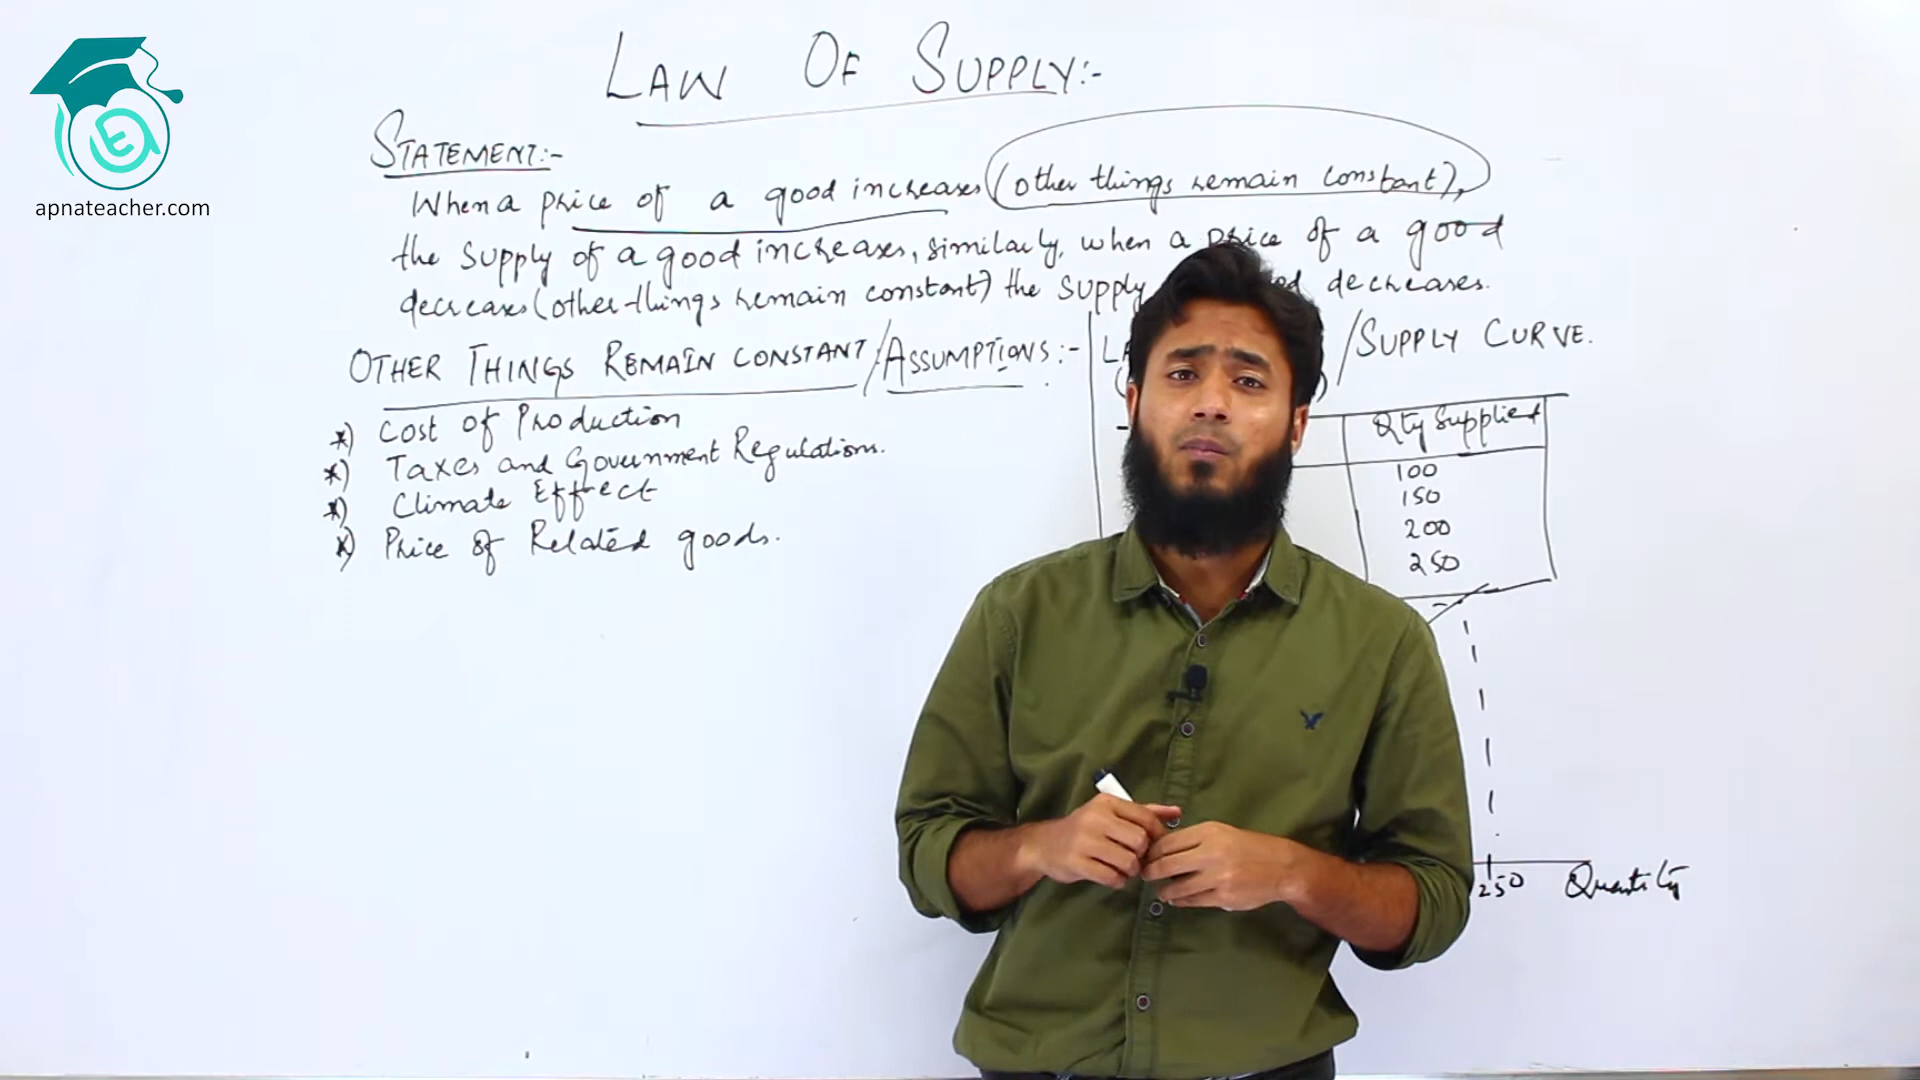 apnateacher.com
LAW OF SUPPLY:-
STATEMENT:-
When a price of a good increases (other things remain constant),
the supply of a good increases, similarly, when a price of a good
decreases (other things remain constant) the supply decreases.
OTHER THINGS REMAIN CONSTANT / ASSUMPTIONS:-
*) Cost of Production
*) Taxes and Government Regulations.
*) Climate Effect
*) Price of Related goods.
/ SUPPLY CURVE.
Qty Supplied
100
150
200
250
250 Quantity